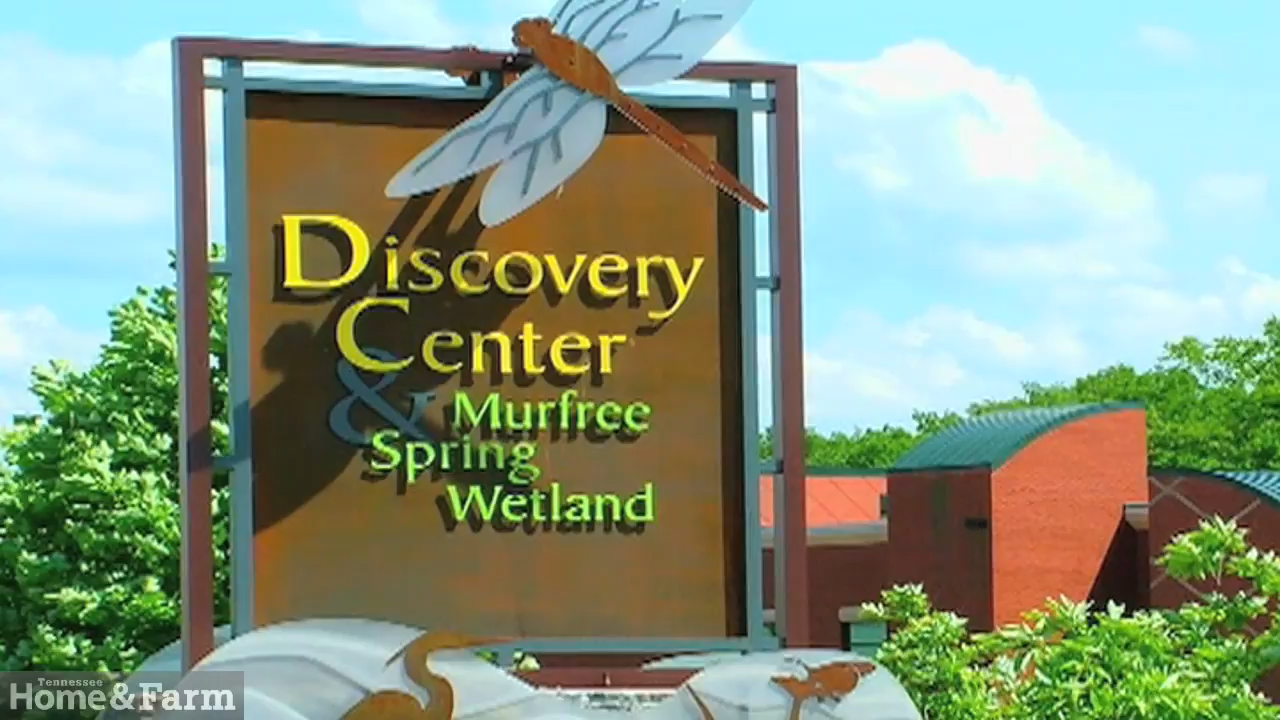 Discovery
Center
& Murfree
Spring
Wetland
Tennessee
Home&Farm